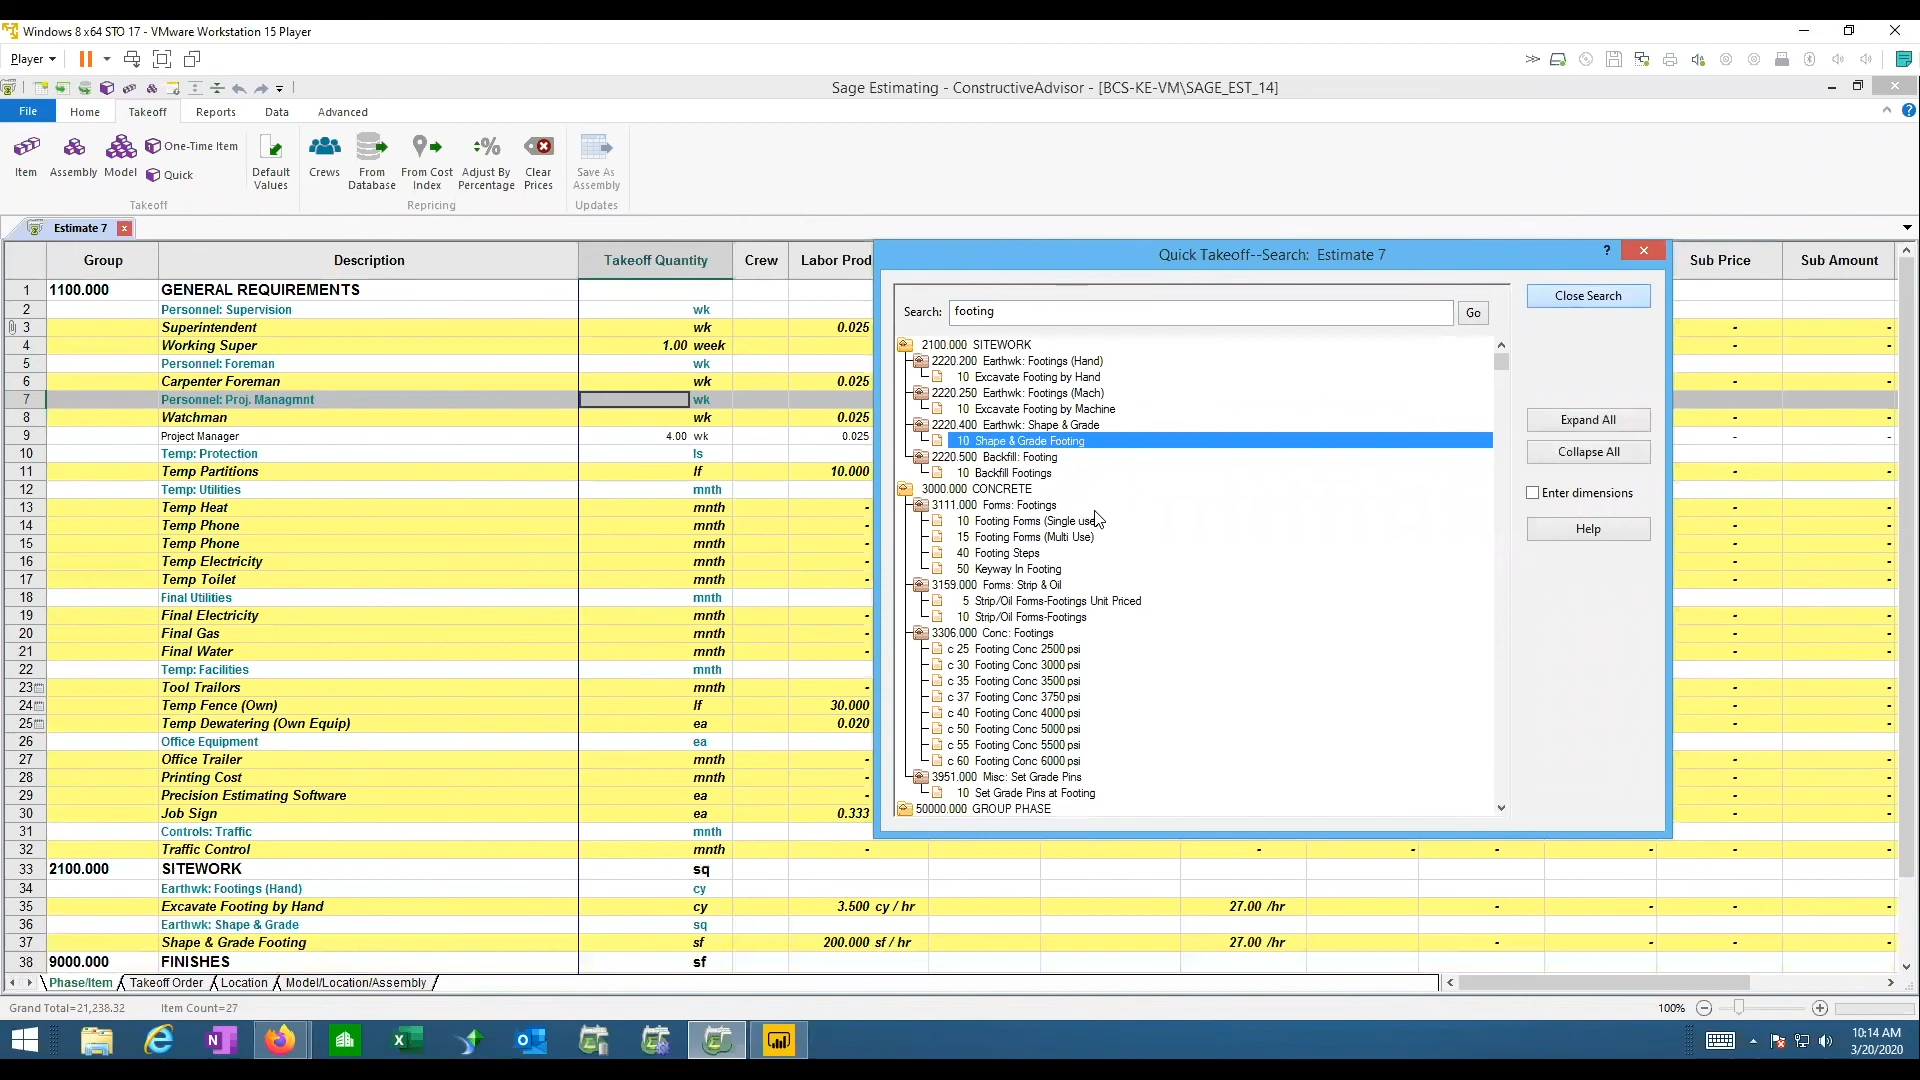 Windows 8 x64 STO 17 - VMware Workstation 15 Player
Player
Sage Estimating - ConstructiveAdvisor - [BCS-KE-VM\SAGE_EST_14]
File Home Takeoff Reports Data Advanced
Item Assembly Model One-Time Item Quick Default Values Crews From Database From Cost Index Adjust By Percentage Clear Prices Save As Assembly
Takeoff Repricing Updates
Estimate 7
Group Description Takeoff Quantity Crew Labor Prod Sub Price Sub Amount
1 1100.000 GENERAL REQUIREMENTS
2 Personnel: Supervision wk
3 Superintendent wk 0.025 - -
4 Working Super 1.00 week - -
5 Personnel: Foreman wk
6 Carpenter Foreman wk 0.025 - -
7 Personnel: Proj. Managmnt wk
8 Watchman wk 0.025 - -
9 Project Manager 4.00 wk 0.025 - -
10 Temp: Protection ls
11 Temp Partitions lf 10.000 - -
12 Temp: Utilities mnth
13 Temp Heat mnth - - -
14 Temp Phone mnth - - -
15 Temp Phone mnth - - -
16 Temp Electricity mnth - - -
17 Temp Toilet mnth - - -
18 Final Utilities mnth
19 Final Electricity mnth - - -
20 Final Gas mnth - - -
21 Final Water mnth - - -
22 Temp: Facilities mnth
23 Tool Trailors mnth - - -
24 Temp Fence (Own) lf 30.000 - -
25 Temp Dewatering (Own Equip) ea 0.020 - -
26 Office Equipment ea
27 Office Trailer mnth - - -
28 Printing Cost mnth - - -
29 Precision Estimating Software ea - - -
30 Job Sign ea 0.333 - -
31 Controls: Traffic mnth
32 Traffic Control mnth - - - - - - -
33 2100.000 SITEWORK sq
34 Earthwk: Footings (Hand) cy
35 Excavate Footing by Hand cy 3.500 cy / hr 27.00 /hr - - - -
36 Earthwk: Shape & Grade sq
37 Shape & Grade Footing sf 200.000 sf / hr 27.00 /hr - - - -
38 9000.000 FINISHES sf
Quick Takeoff--Search: Estimate 7
?
Search: footing Go
2100.000 SITEWORK
2220.200 Earthwk: Footings (Hand)
10 Excavate Footing by Hand
2220.250 Earthwk: Footings (Mach)
10 Excavate Footing by Machine
2220.400 Earthwk: Shape & Grade
10 Shape & Grade Footing
2220.500 Backfill: Footing
10 Backfill Footings
3000.000 CONCRETE
3111.000 Forms: Footings
10 Footing Forms (Single use)
15 Footing Forms (Multi Use)
40 Footing Steps
50 Keyway In Footing
3159.000 Forms: Strip & Oil
5 Strip/Oil Forms-Footings Unit Priced
10 Strip/Oil Forms-Footings
3306.000 Conc: Footings
c 25 Footing Conc 2500 psi
c 30 Footing Conc 3000 psi
c 35 Footing Conc 3500 psi
c 37 Footing Conc 3750 psi
c 40 Footing Conc 4000 psi
c 50 Footing Conc 5000 psi
c 55 Footing Conc 5500 psi
c 60 Footing Conc 6000 psi
3951.000 Misc: Set Grade Pins
10 Set Grade Pins at Footing
50000.000 GROUP PHASE
Close Search
Expand All
Collapse All
Enter dimensions
Help
Phase/Item Takeoff Order Location Model/Location/Assembly
Grand Total=21,238.32 Item Count=27 100%
10:14 AM
3/20/2020